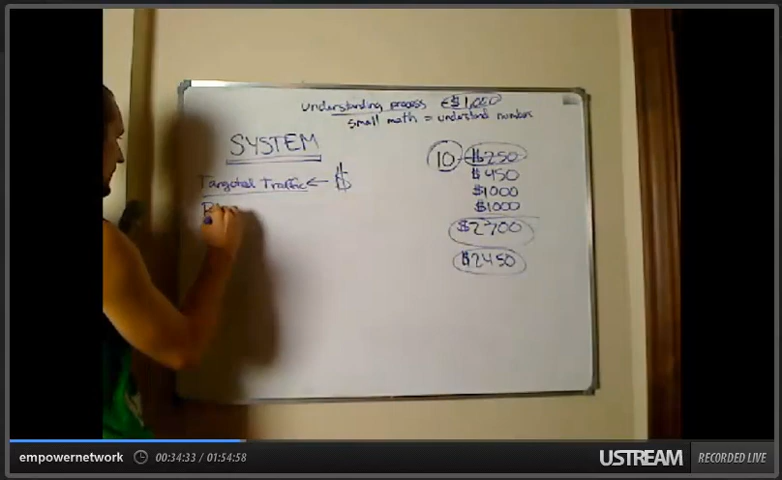 understanding process $1,000
small math = understand numbers
SYSTEM
Targeted Traffic ← $
10 - $250
$450
$1000
$1000
$2700
$2450
empowernetwork 00:34:33 / 01:54:58 USTREAM RECORDED LIVE